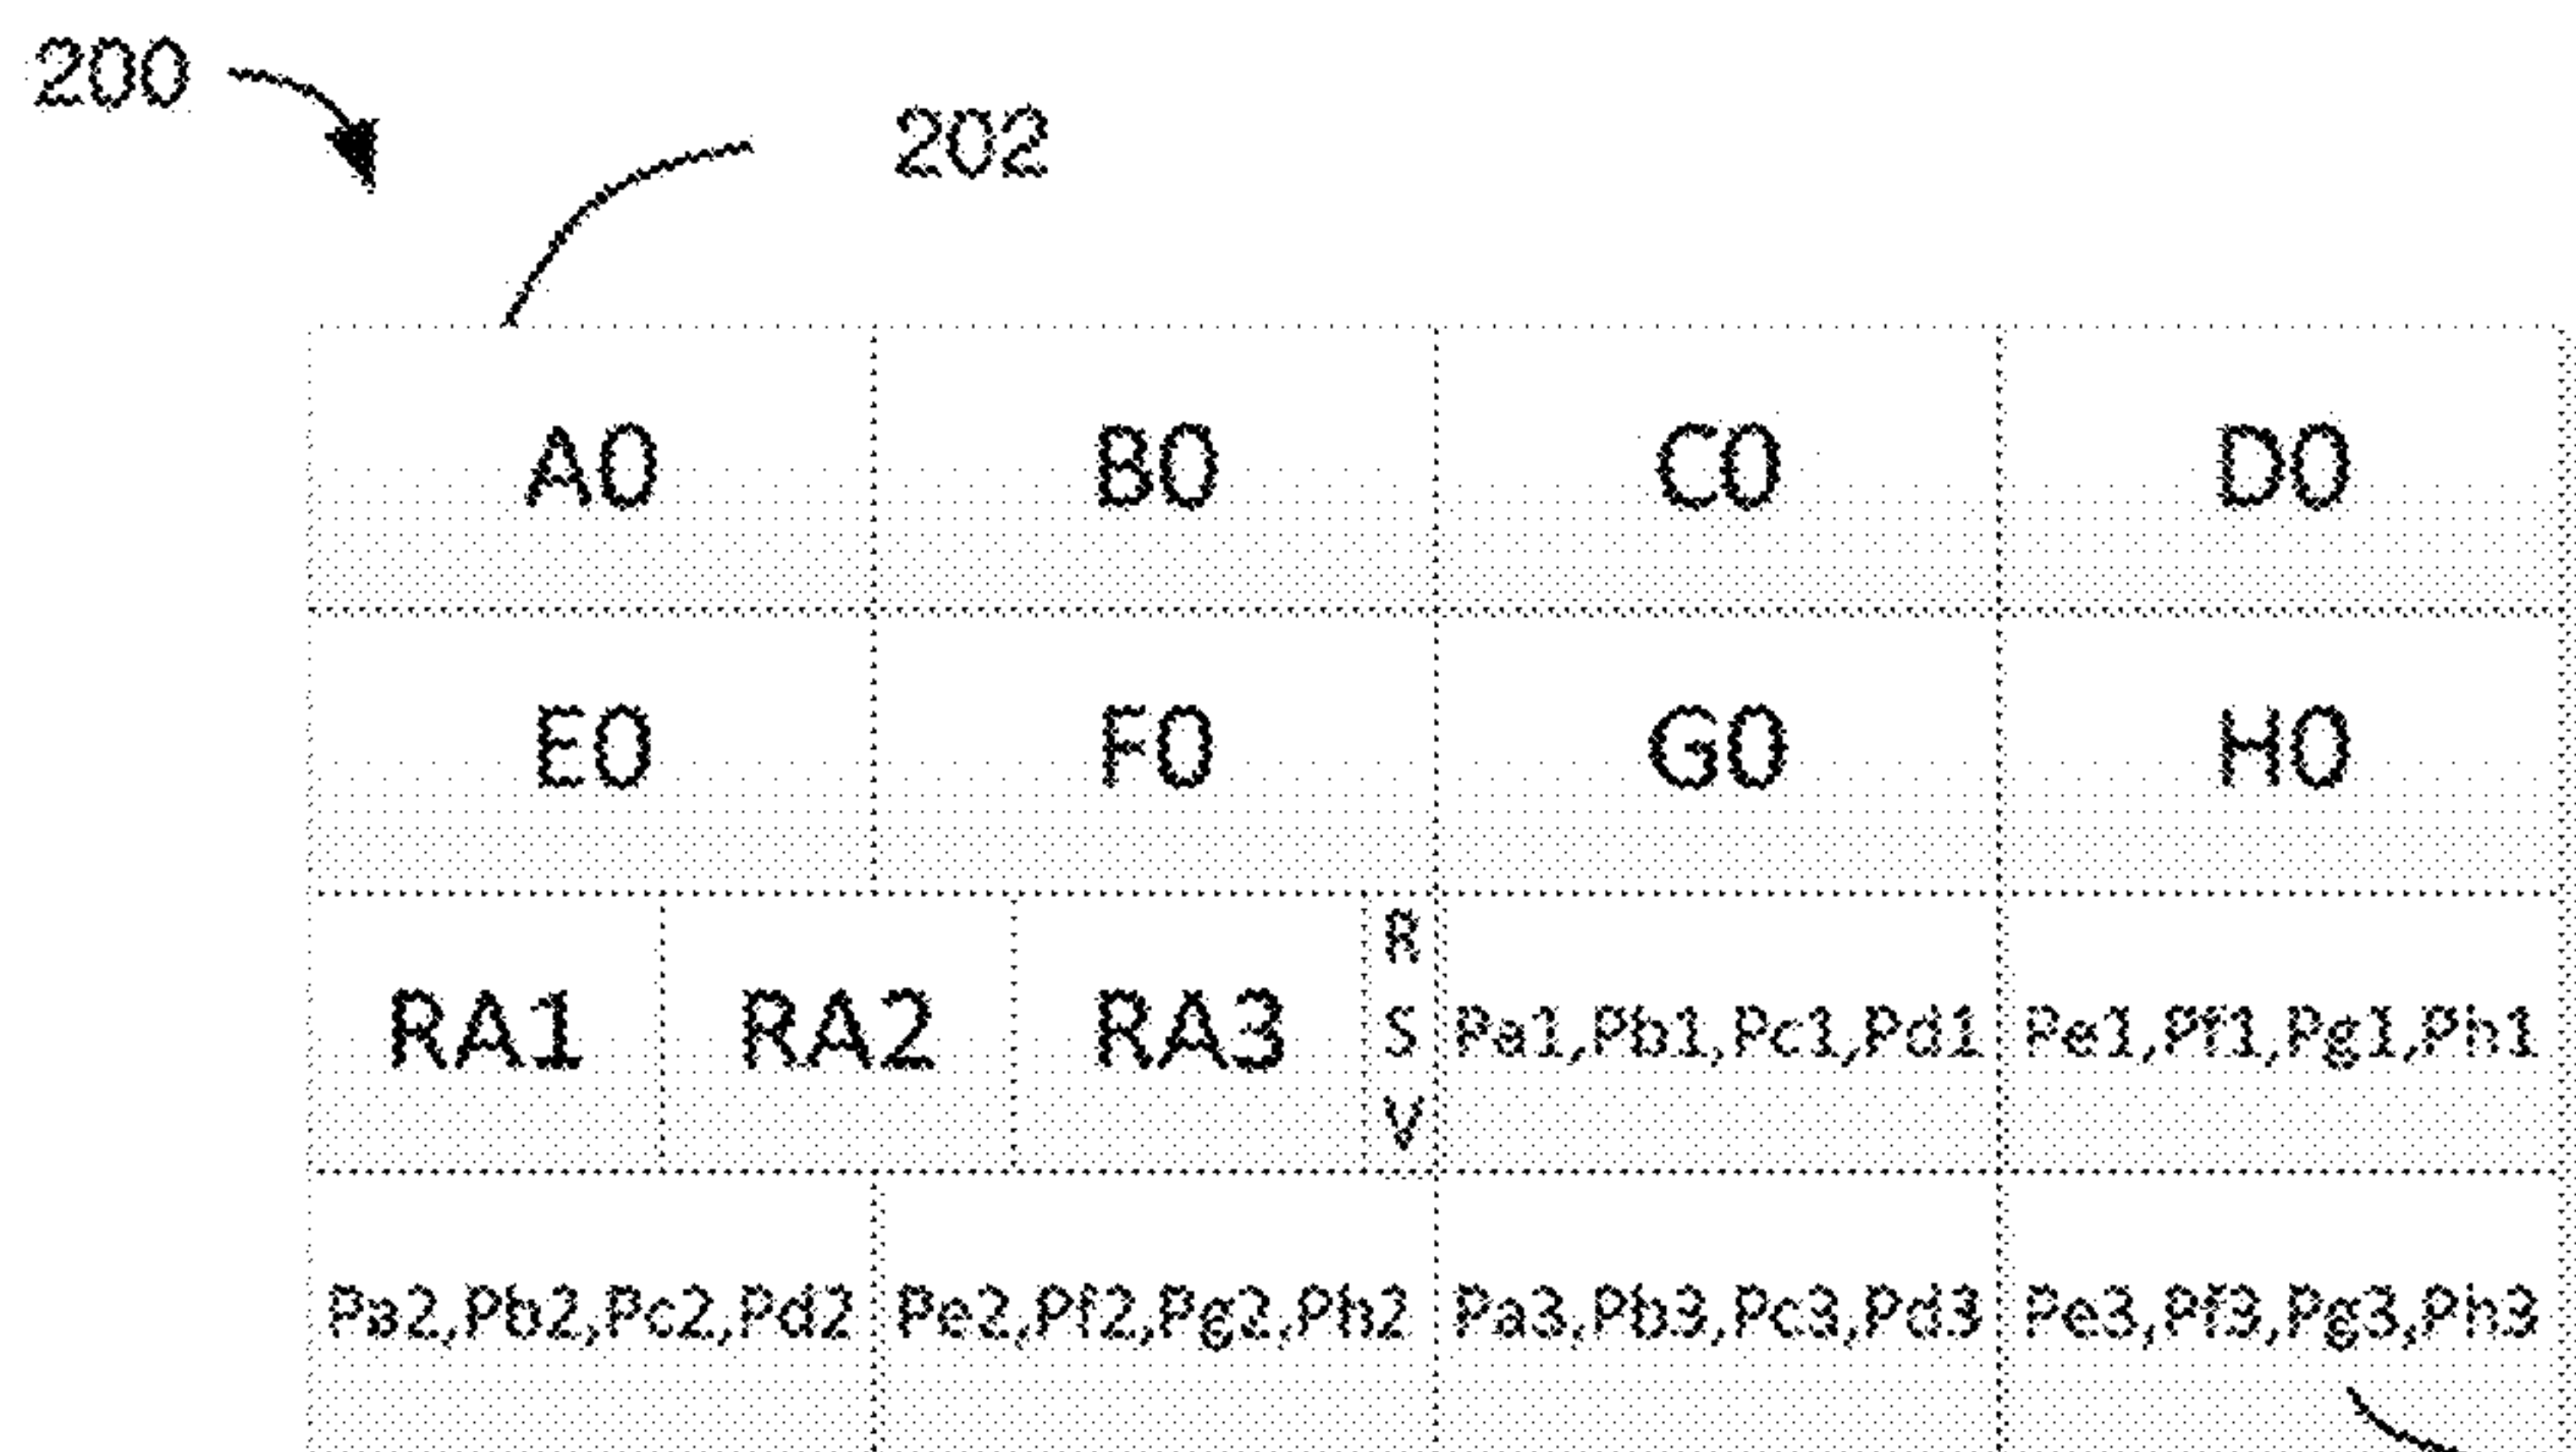 200
202
A0 B0 C0 D0
E0 F0 G0 H0
RA1 RA2 RA3 RSV Pa1,Pb1,Pc1,Pd1 Pe1,Pf1,Pg1,Ph1
Pa2,Pb2,Pc2,Pd2 Pe2,Pf2,Pg2,Ph2 Pa3,Pb3,Pc3,Pd3 Pe3,Pf3,Pg3,Ph3